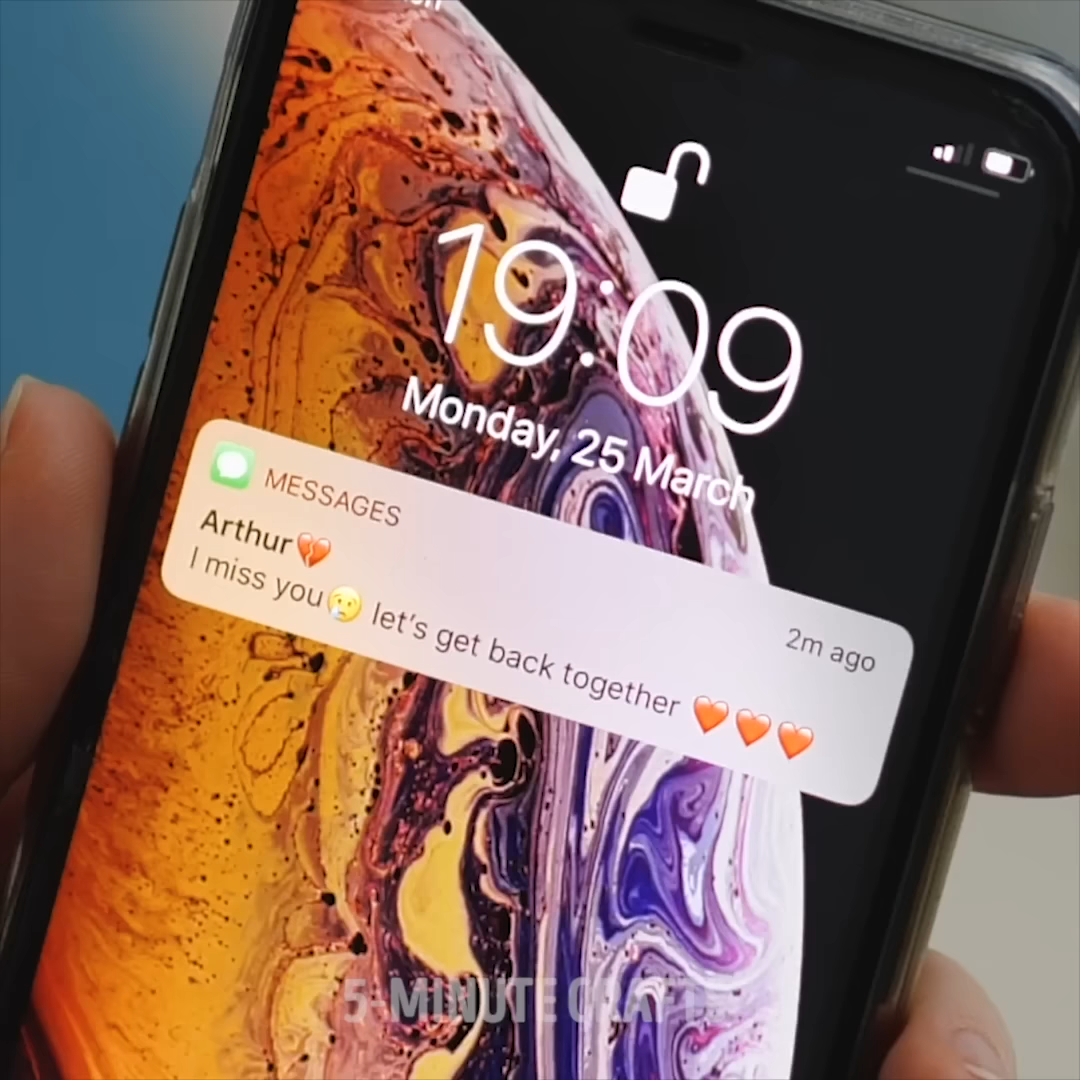 19:09
Monday, 25 March
MESSAGES
Arthur💔
2m ago
I miss you😢 let's get back together ❤️❤️❤️
5-MINUTE CRAFTS